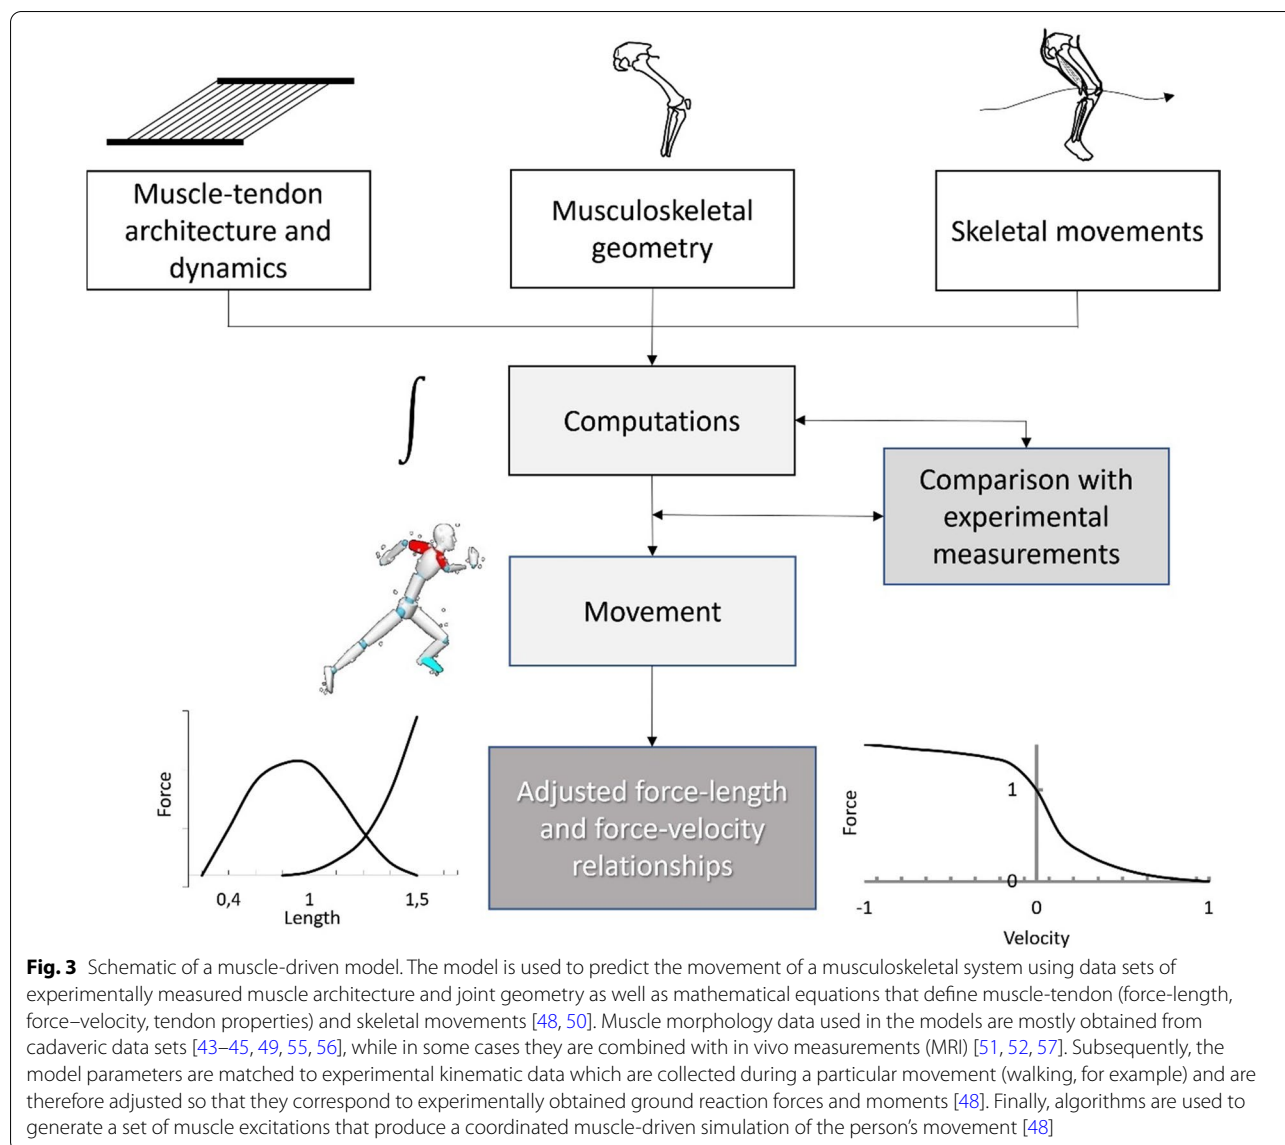 Muscle-tendon
architecture and
dynamics
Musculoskeletal
geometry
Skeletal movements
Computations
Comparison with
experimental
measurements
Movement
Adjusted force-length
and force-velocity
relationships
Force
0,4
1
1,5
Length
Force
1
0
-1
0
1
Velocity
Fig. 3 Schematic of a muscle-driven model. The model is used to predict the movement of a musculoskeletal system using data sets of
experimentally measured muscle architecture and joint geometry as well as mathematical equations that define muscle-tendon (force-length,
force–velocity, tendon properties) and skeletal movements [48, 50]. Muscle morphology data used in the models are mostly obtained from
cadaveric data sets [43–45, 49, 55, 56], while in some cases they are combined with in vivo measurements (MRI) [51, 52, 57]. Subsequently, the
model parameters are matched to experimental kinematic data which are collected during a particular movement (walking, for example) and are
therefore adjusted so that they correspond to experimentally obtained ground reaction forces and moments [48]. Finally, algorithms are used to
generate a set of muscle excitations that produce a coordinated muscle-driven simulation of the person's movement [48]